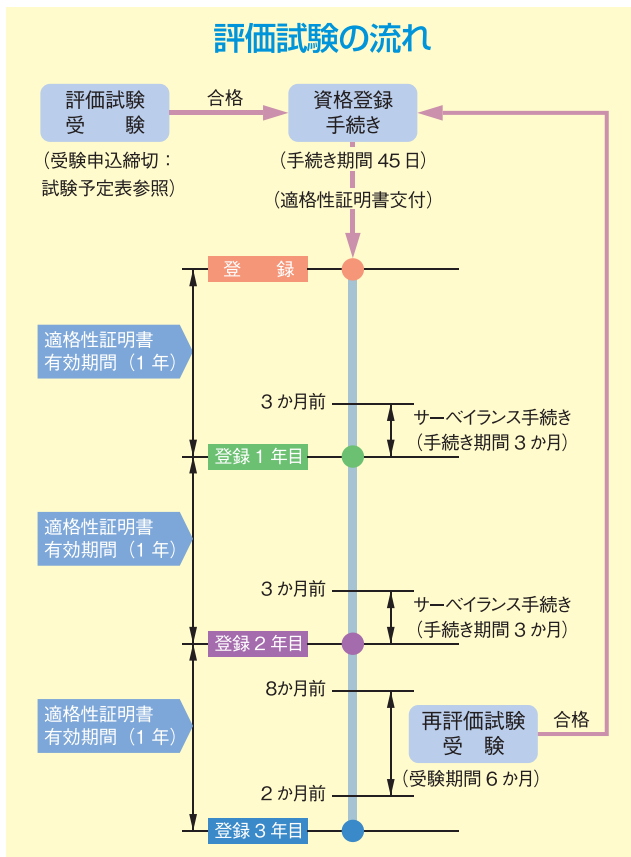 評価試験の流れ
評価試験
受　　験
合格
資格登録
手続き
（受験申込締切：
試験予定表参照）
（手続き期間 45 日）
（適格性証明書交付）
登　　録
適格性証明書
有効期間（1 年）
3 か月前
サーベイランス手続き
（手続き期間 3 か月）
登録 1 年目
適格性証明書
有効期間（1 年）
3 か月前
サーベイランス手続き
（手続き期間 3 か月）
登録 2 年目
8か月前
適格性証明書
有効期間（1 年）
再評価試験
受　験
合格
（受験期間 6 か月）
2 か月前
登録 3 年目